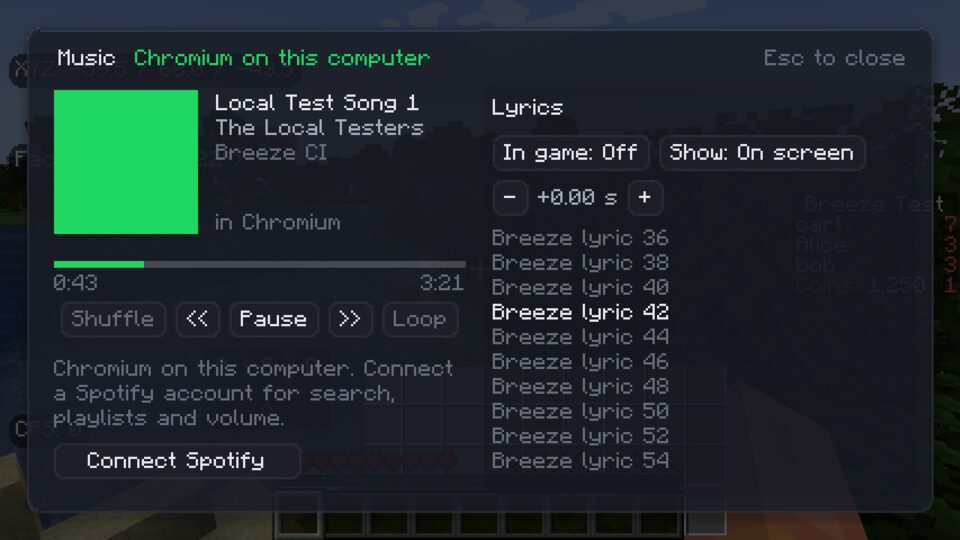 Music Chromium on this computer
Esc to close
Local Test Song 1
The Local Testers
Breeze CI
in Chromium
0:43
3:21
Shuffle << Pause >> Loop
Chromium on this computer. Connect
a Spotify account for search,
playlists and volume.
Connect Spotify
Lyrics
In game: Off Show: On screen
- +0.00 s +
Breeze lyric 36
Breeze lyric 38
Breeze lyric 40
Breeze lyric 42
Breeze lyric 44
Breeze lyric 46
Breeze lyric 48
Breeze lyric 50
Breeze lyric 52
Breeze lyric 54
Breeze Test
carl 7
Alice 3
bob 3
Coins: 1,250 1